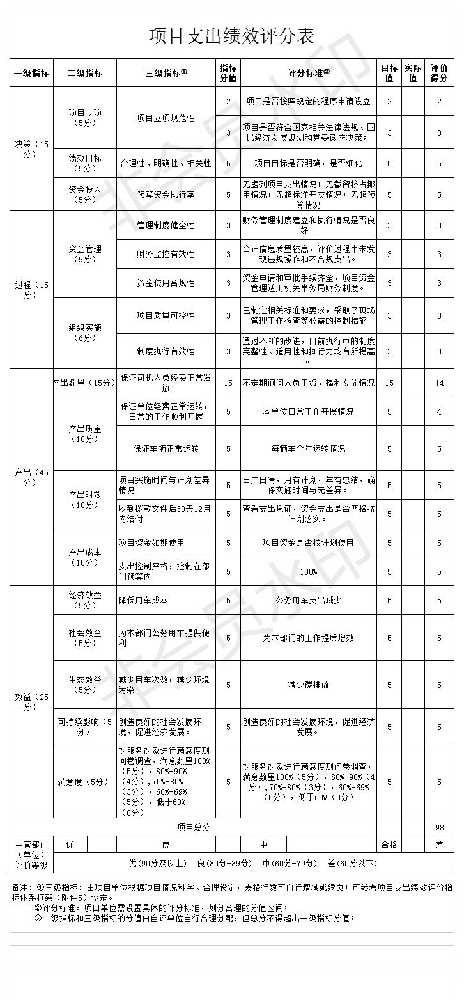 项目支出绩效评分表
一级指标 二级指标 三级指标① 指标分值 评分标准② 目标值 实际值 评价得分
决策（15分）
项目立项（5分）
项目立项规范性
2 项目是否按照规定的程序申请设立 2 2
3 项目是否符合国家相关法律法规、国民经济发展规划和党委政府决策； 3 3
绩效目标（5分） 合理性、明确性、相关性 5 项目目标是否明确，是否细化 5 5
资金投入（5分） 预算资金执行率 5 无虚列项目支出情况；无截留挤占挪用情况；无超标准开支情况；无超预算情况 5 5
过程（15分）
资金管理（9分）
管理制度健全性 3 财务管理制度建立和执行情况是否良好。 3 3
财务监控有效性 3 会计信息质量较高，评价过程中未发现违规操作和不合规支出。 3 3
资金使用合规性 3 资金申请和审批手续齐全，项目资金管理适用机关事务局财务制度。 3 3
组织实施（6分）
项目质量可控性 3 已制定相关标准和要求，采取了现场管理工作检查等必需的控制措施 3 3
制度执行有效性 3 通过不断的改进，目前执行中的制度完整性、适用性和执行力均有所提高。 3 3
产出（45分）
产出数量（15分） 保证司机人员经费正常发放 15 不定期询问人员工资、福利发放情况 15 14
产出质量（10分）
保证单位经费正常运转，日常的工作顺利开展 5 本单位日常工作开展情况 5 4
保证车辆正常运转 5 每辆车全年运转情况 5 5
产出时效（10分）
项目实施时间与计划差异情况 5 日产日清，月有计划，年有总结，确保实施时间与无差异。 5 5
收到拨款文件后30天12月内结付 5 查看支出凭证，资金支出是否严格按计划落实。 5 5
产出成本（10分）
项目资金如期使用 5 项目资金是否按计划使用 5 5
支出控制严格，控制在部门预算内 5 100% 5 5
效益（25分）
经济效益（5分） 降低用车成本 5 公务用车支出减少 5 5
社会效益（5分） 为本部门公务用车提供便利 5 为本部门的工作提质增效 5 5
生态效益（5分） 减少用车次数，减少环境污染 5 减少碳排放 5 5
可持续影响（5分） 创造良好的社会发展环境，促进经济发展。 5 创造良好的社会发展环境，促进经济发展。 5 5
满意度（5分） 对服务对象进行满意度测问卷调查，满意数量100%（5分），80%-90%（4分）,70%-80%（3分），60%-69%（5分），低于60%（0分） 5 对服务对象进行满意度测问卷调查，满意数量100%（5分），80%-90%（4分）,70%-80%（3分），60%-69%（5分），低于60%（0分） 5 5
项目总分 98
主管部门（单位）评价等级
优 良 中 合格 差
优(90分及以上) 良(80分-89分) 中(60分-79分) 差(60分以下)
备注：①三级指标：由项目单位根据项目情况科学、合理设定，表格行数可自行增减或续页；可参考项目支出绩效评价指
标体系框架（附件5）设定。
②评分标准：项目单位需设置具体的评分标准，划分合理的分值区间；
③二级指标和三级指标的分值由自评单位自行合理分配，但总分不得超出一级指标分值；
非会员水印
非会员水印